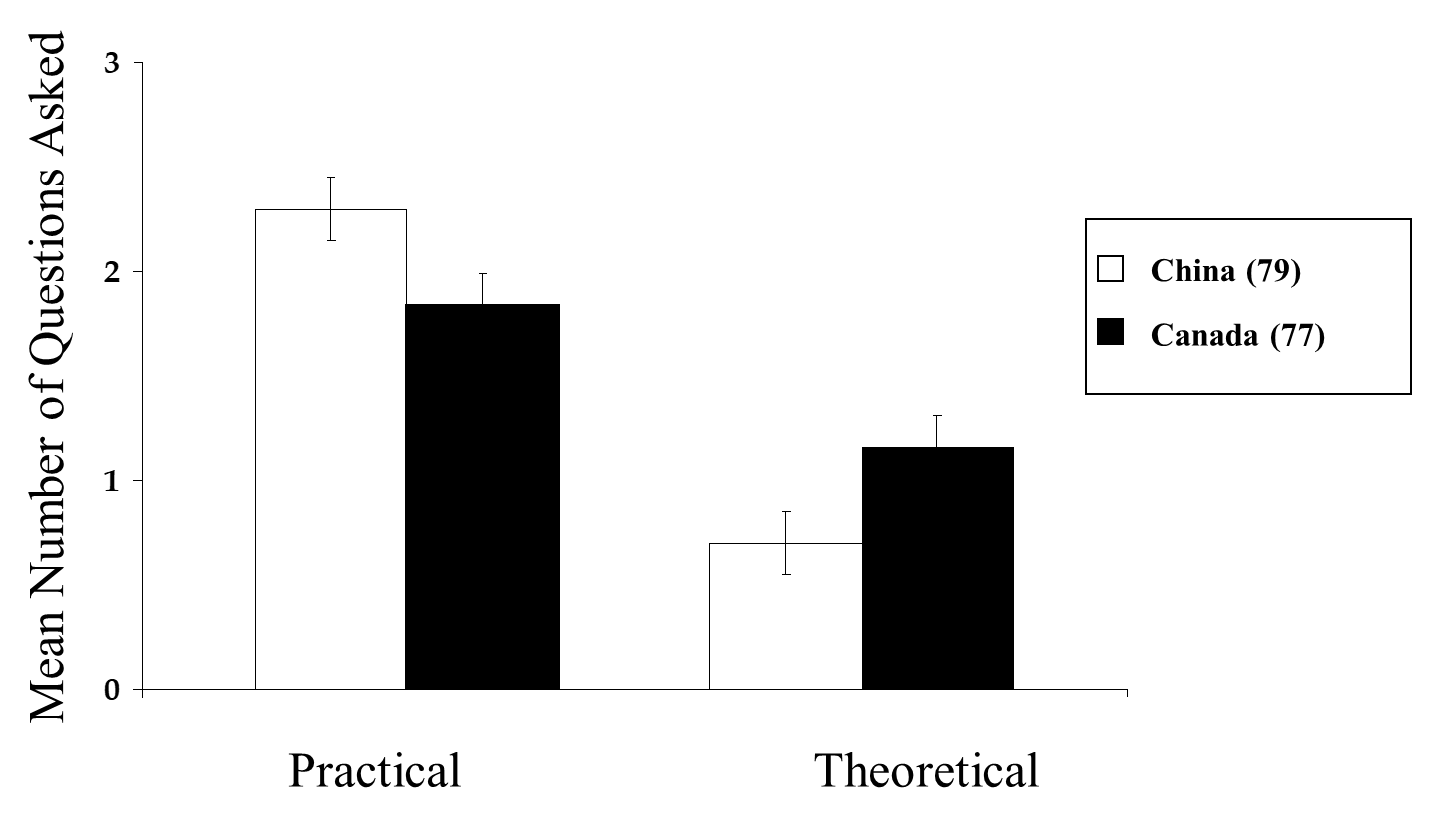 Mean Number of Questions Asked
3
2
1
0
Practical
Theoretical
China (79)
Canada (77)